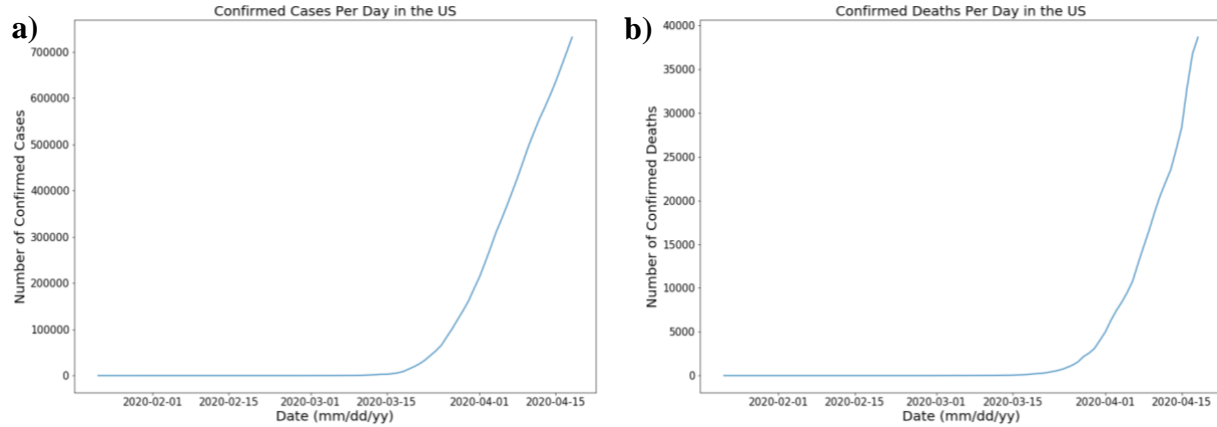 a)
Confirmed Cases Per Day in the US
700000
600000
500000
400000
300000
200000
100000
0
Number of Confirmed Cases
2020-02-01 2020-02-15 2020-03-01 2020-03-15 2020-04-01 2020-04-15
Date (mm/dd/yy)
b)
Confirmed Deaths Per Day in the US
40000
35000
30000
25000
20000
15000
10000
5000
0
Number of Confirmed Deaths
2020-02-01 2020-02-15 2020-03-01 2020-03-15 2020-04-01 2020-04-15
Date (mm/dd/yy)